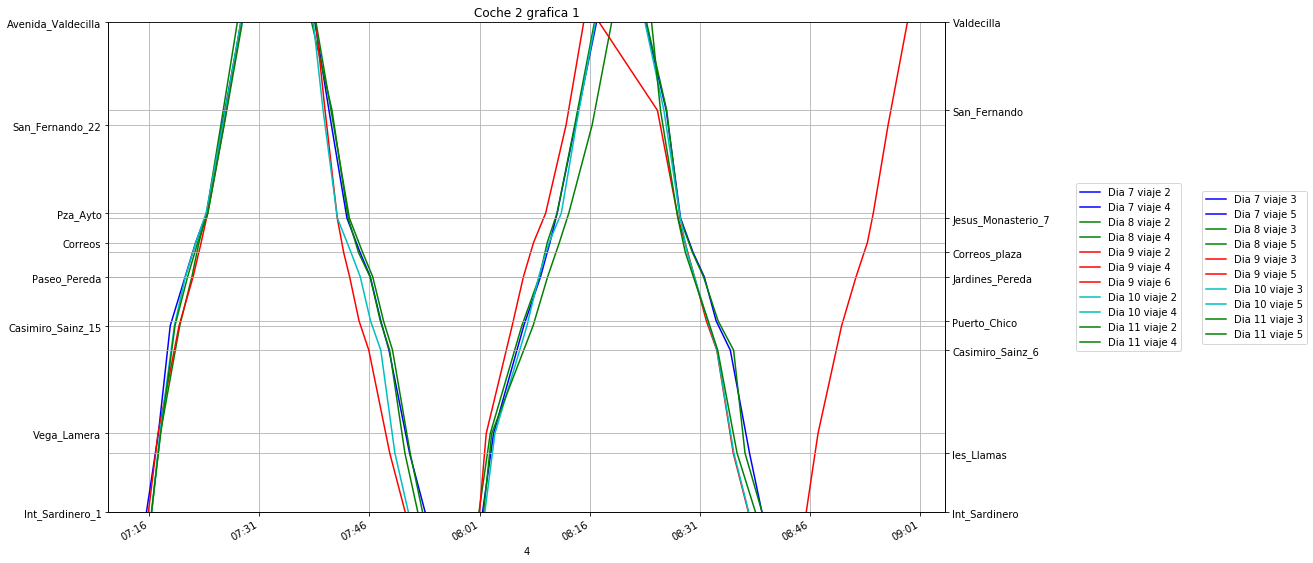 Coche 2 grafica 1
Avenida_Valdecilla
San_Fernando_22
Pza_Ayto
Correos
Paseo_Pereda
Casimiro_Sainz_15
Vega_Lamera
Int_Sardinero_1
Valdecilla
San_Fernando
Jesus_Monasterio_7
Correos_plaza
Jardines_Pereda
Puerto_Chico
Casimiro_Sainz_6
Ies_Llamas
Int_Sardinero
07:16
07:31
07:46
08:01
08:16
08:31
08:46
09:01
4
Dia 7 viaje 2
Dia 7 viaje 4
Dia 8 viaje 2
Dia 8 viaje 4
Dia 9 viaje 2
Dia 9 viaje 4
Dia 9 viaje 6
Dia 10 viaje 2
Dia 10 viaje 4
Dia 11 viaje 2
Dia 11 viaje 4
Dia 7 viaje 3
Dia 7 viaje 5
Dia 8 viaje 3
Dia 8 viaje 5
Dia 9 viaje 3
Dia 9 viaje 5
Dia 10 viaje 3
Dia 10 viaje 5
Dia 11 viaje 3
Dia 11 viaje 5